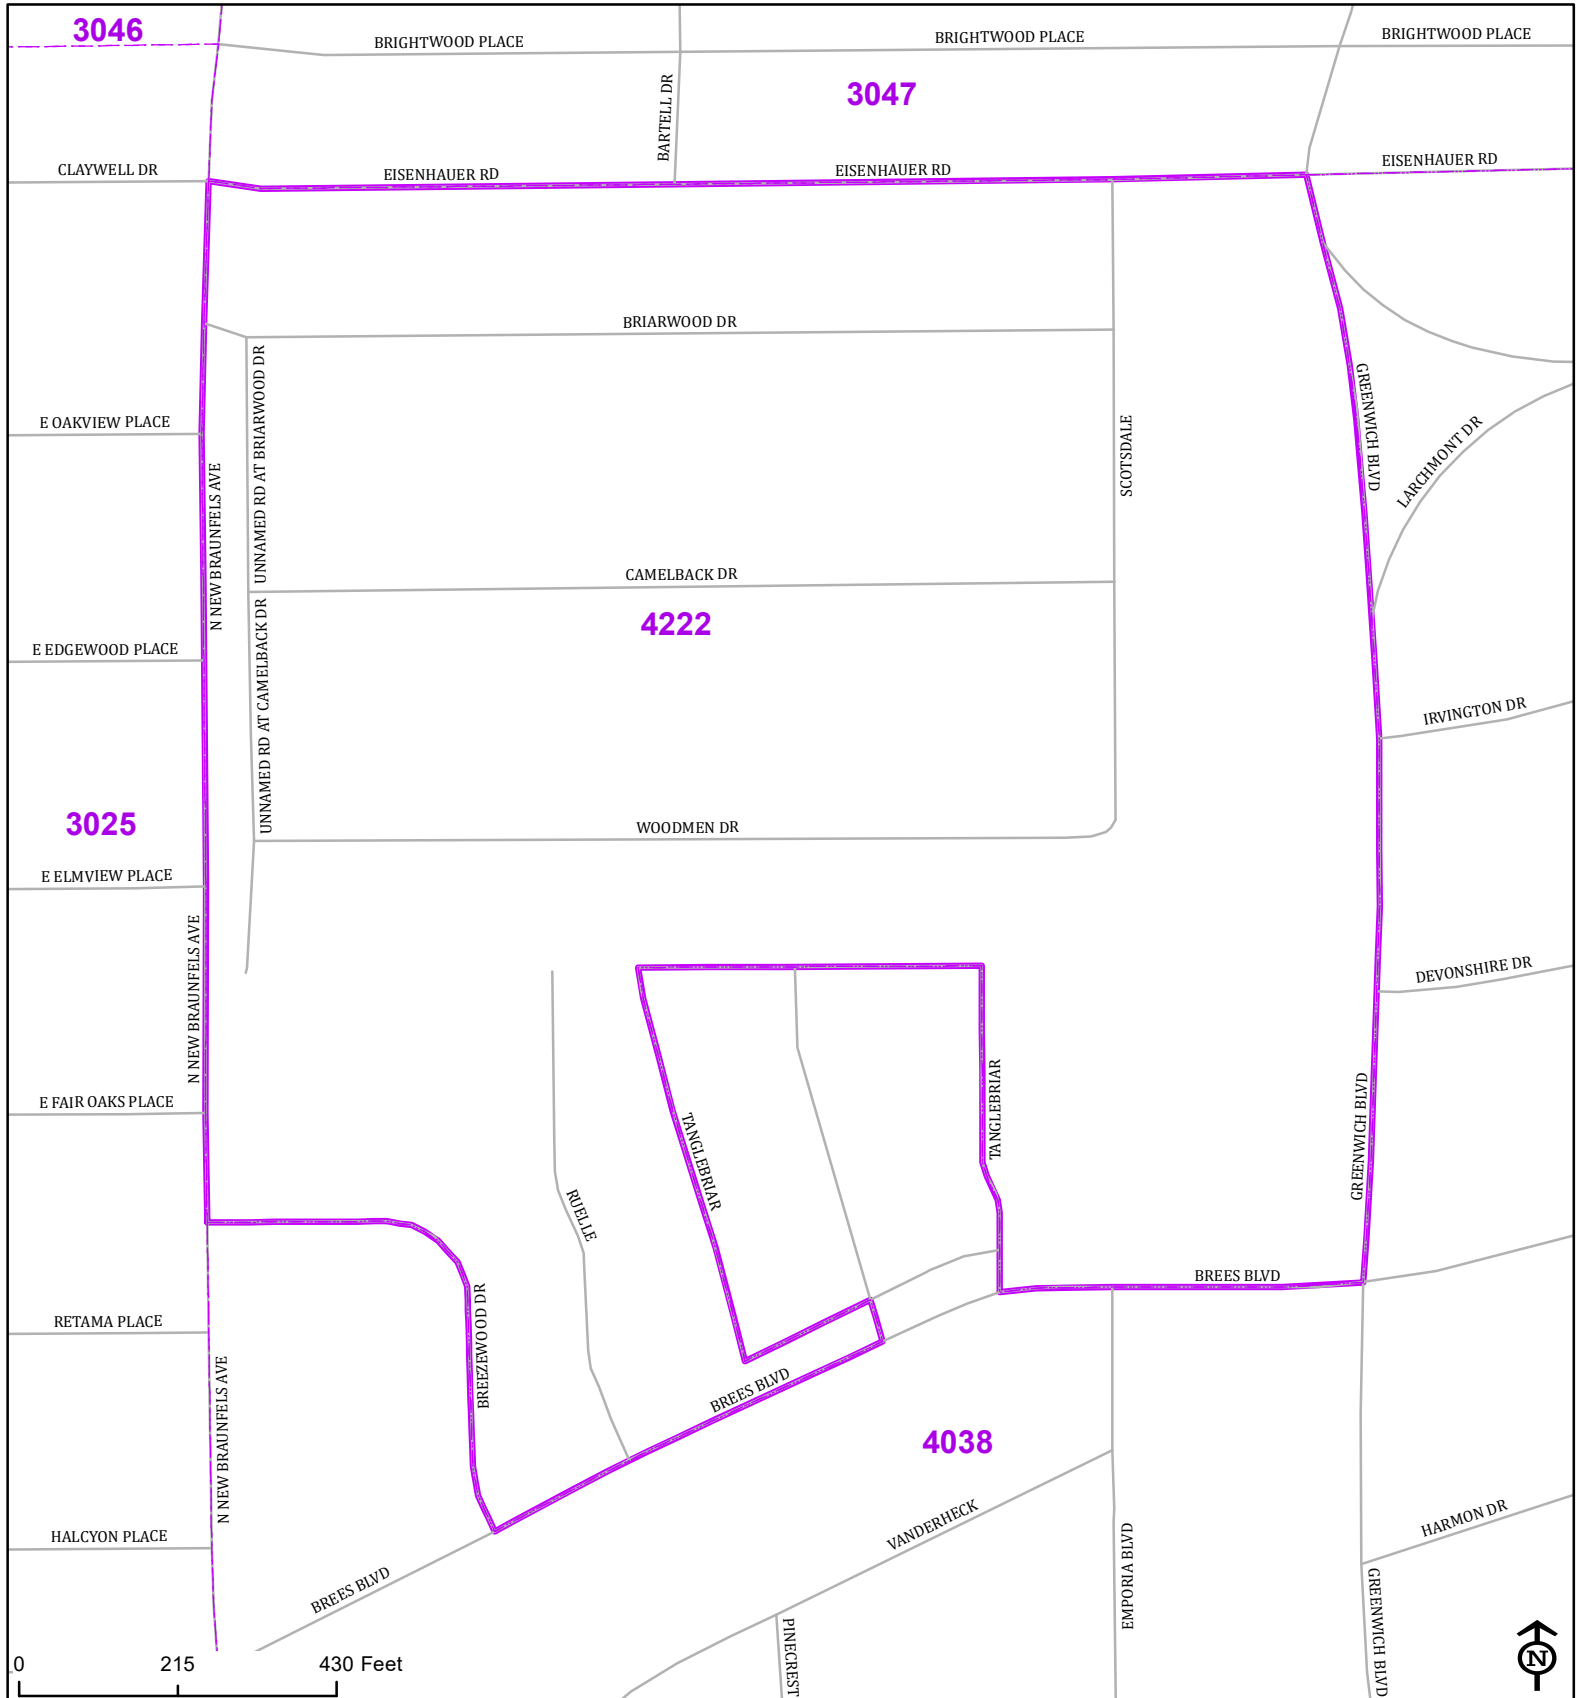 3046
BRIGHTWOOD PLACE
BRIGHTWOOD PLACE
BRIGHTWOOD PLACE
3047
BARTELL DR
CLAYWELL DR
EISENHAUER RD
EISENHAUER RD
EISENHAUER RD
BRIARWOOD DR
UNNAMED RD AT BRIARWOOD DR
E OAKVIEW PLACE
N NEW BRAUNFELS AVE
SCOTSDALE
GREENWICH BLVD
LARCHMONT DR
CAMELBACK DR
4222
UNNAMED RD AT CAMELBACK DR
E EDGEWOOD PLACE
IRVINGTON DR
3025
WOODMEN DR
E ELMVIEW PLACE
N NEW BRAUNFELS AVE
DEVONSHIRE DR
E FAIR OAKS PLACE
TANGLEBRIAR
TANGLEBRIAR
GREENWICH BLVD
RUELLE
BREES BLVD
RETAMA PLACE
BREEZEWOOD DR
N NEW BRAUNFELS AVE
BREES BLVD
4038
HALCYON PLACE
VANDERHECK
HARMON DR
BREES BLVD
EMPORIA BLVD
GREENWICH BLVD
PINECREST
0 215 430 Feet
N